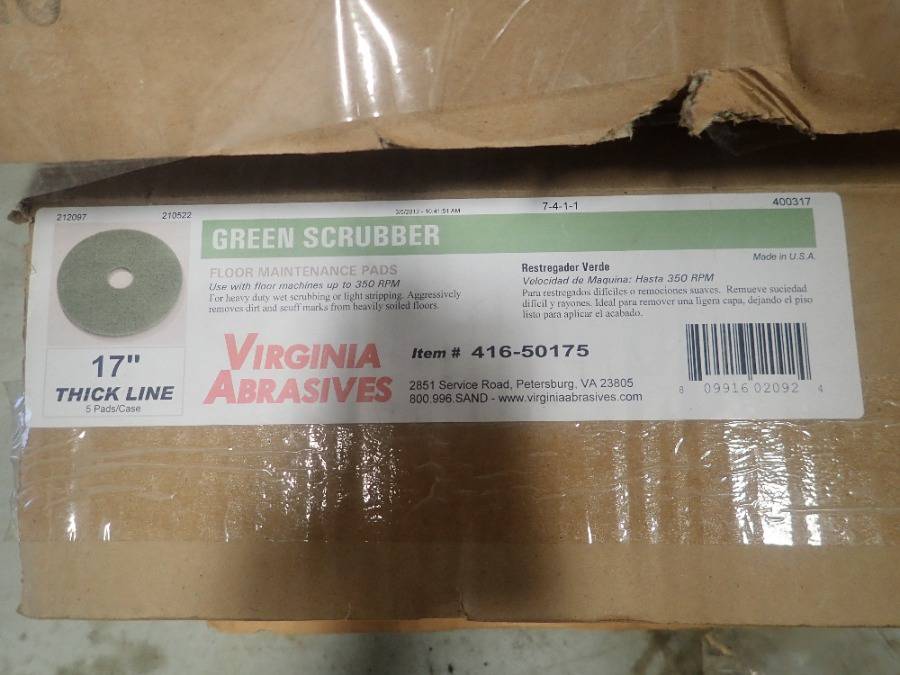 212097
210522
10:41:51 AM
7-4-1-1
400317
GREEN SCRUBBER
Made in U.S.A.
FLOOR MAINTENANCE PADS
Use with floor machines up to 350 RPM
For heavy duty wet scrubbing or light stripping. Aggressively
removes dirt and scuff marks from heavily soiled floors.
Restregador Verde
Velocidad de Maquina: Hasta 350 RPM
Para restregados difíciles o remociones suaves. Remueve suciedad
difícil y rayones. Ideal para remover una ligera capa, dejando el piso
listo para aplicar el acabado.
17"
THICK LINE
5 Pads/Case
VIRGINIA
ABRASIVES
Item # 416-50175
2851 Service Road, Petersburg, VA 23805
800.996.SAND - www.virginiaabrasives.com
8 09916 02092 4